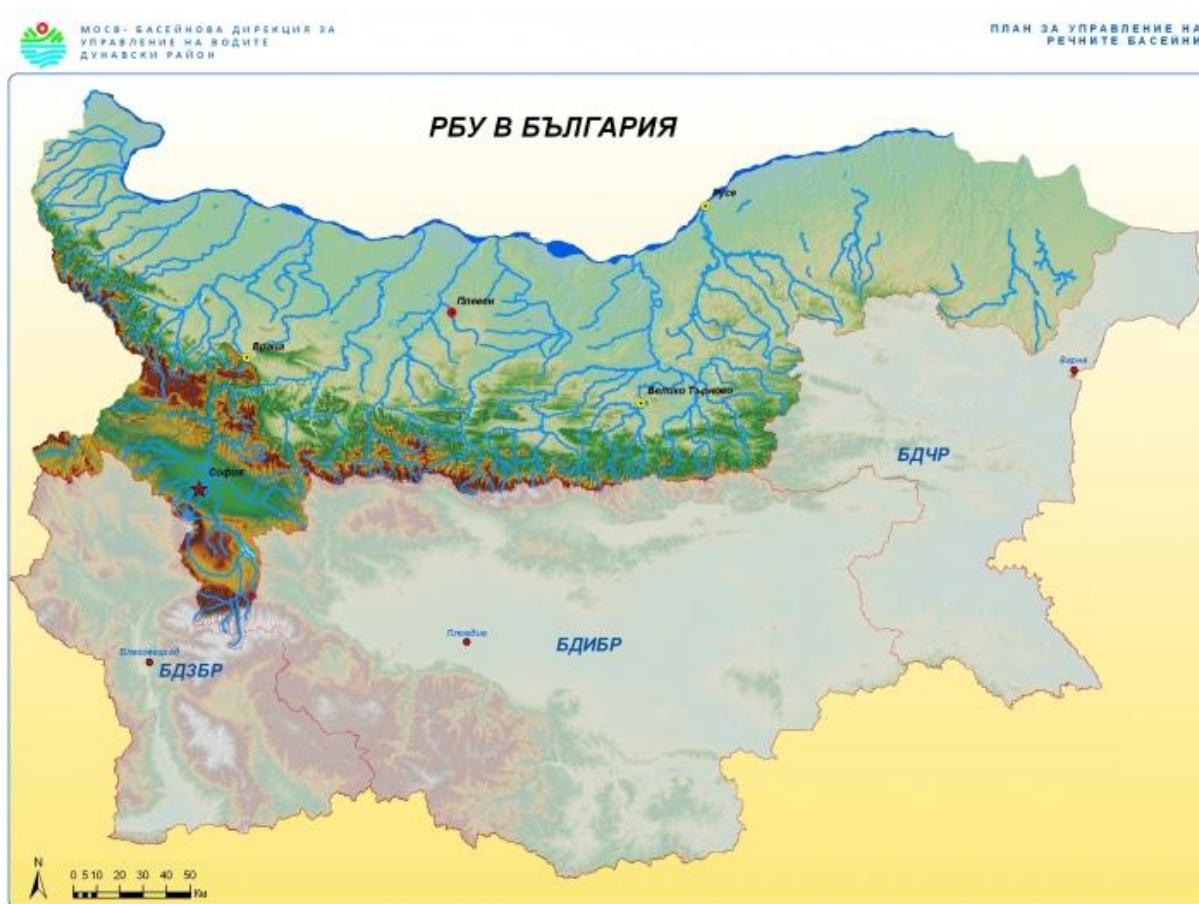 МОСВ- БАСЕЙНОВА ДИРЕКЦИЯ ЗА
УПРАВЛЕНИЕ НА ВОДИТЕ
ДУНАВСКИ РАЙОН
ПЛАН ЗА УПРАВЛЕНИЕ НА
РЕЧНИТЕ БАСЕЙНИ
РБУ В БЪЛГАРИЯ
Русе
Плевен
Враца
Варна
Велико Търново
БДЧР
София
Пловдив
БДИБР
Благоевград
БДЗБР
N
0 5 10 20 30 40 50
Км